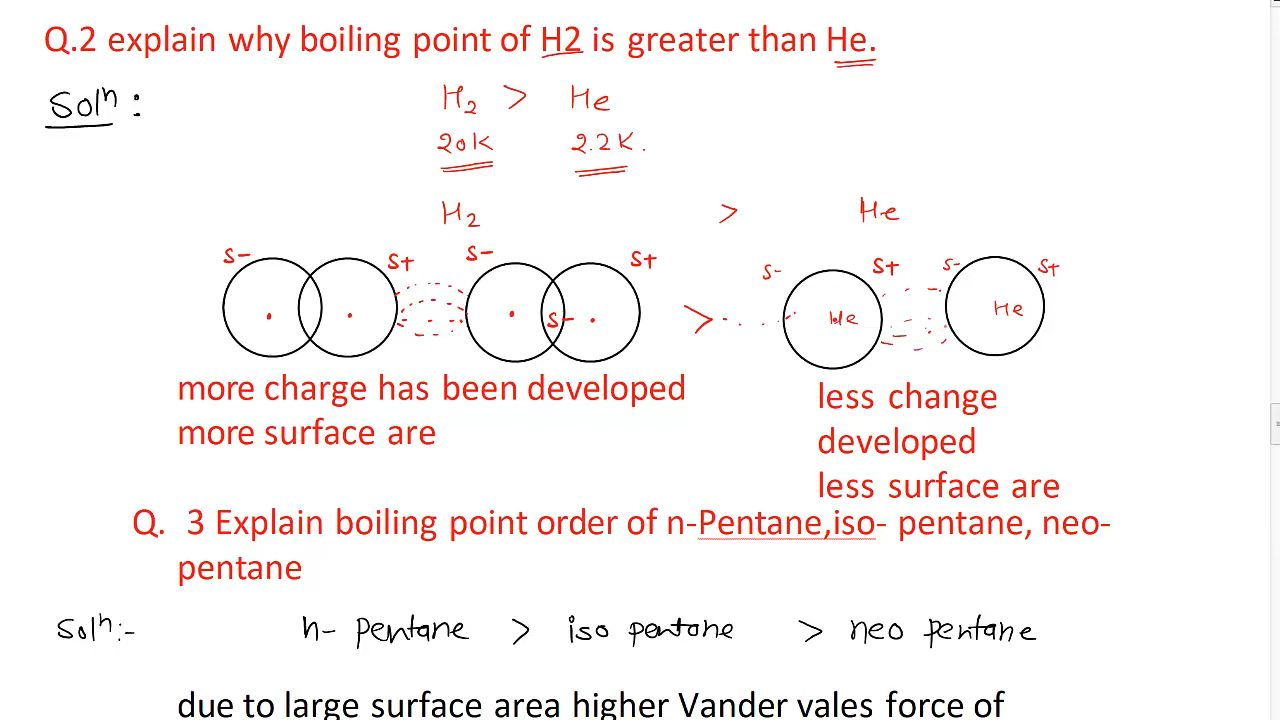 Q.2 explain why boiling point of H2 is greater than He.
Solⁿ :
H₂ > He
20K 2.2K.
H₂ > He
S- S+ S- S+ > S- S+ S- S+
S- He He
more charge has been developed
more surface are
less change
developed
less surface are
Q. 3 Explain boiling point order of n-Pentane,iso- pentane, neo-
pentane
Solⁿ:- n- pentane > iso pentane > neo pentane
due to large surface area higher Vander vales force of